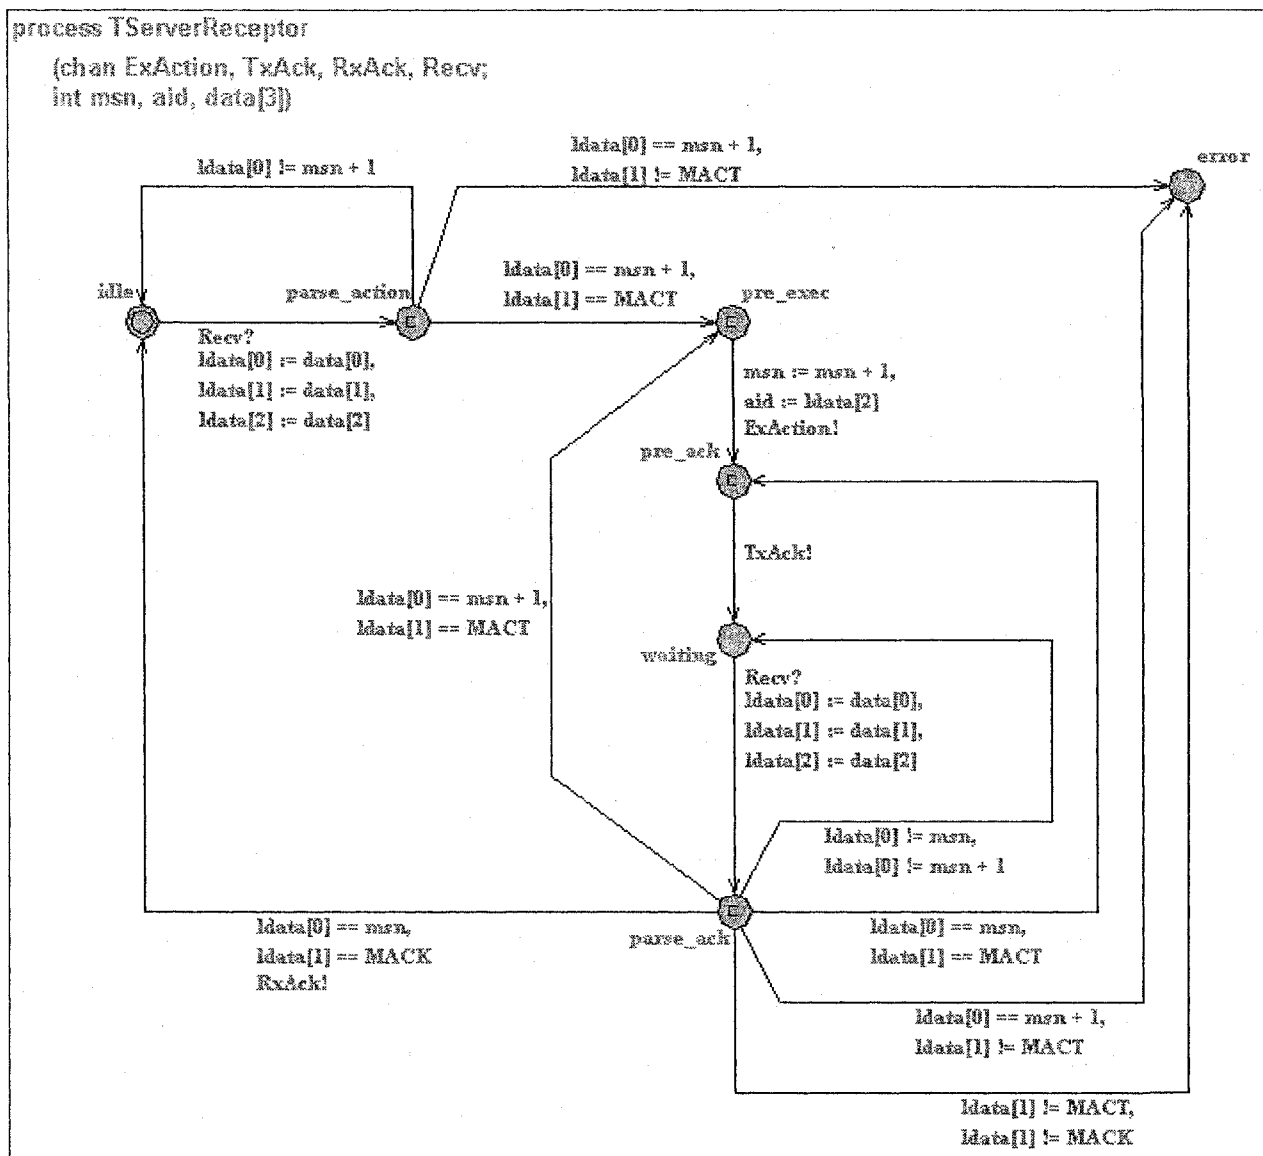 process TServerReceptor
(chan ExAction, TxAck, RxAck, Recv;
int msn, aid, data[3])
ldata[0] != msn + 1
ldata[0] == msn + 1,
ldata[1] != MACT
error
idle
parse_action
ldata[0] == msn + 1,
ldata[1] == MACT
pre_exec
E
E
Recv?
ldata[0] := data[0],
ldata[1] := data[1],
ldata[2] := data[2]
msn := msn + 1,
aid := ldata[2]
ExAction!
pre_ack
E
TxAck!
ldata[0] == msn + 1,
ldata[1] == MACT
waiting
Recv?
ldata[0] := data[0],
ldata[1] := data[1],
ldata[2] := data[2]
ldata[0] != msn,
ldata[0] != msn + 1
E
parse_ack
ldata[0] == msn,
ldata[1] == MACK
RxAck!
ldata[0] == msn,
ldata[1] == MACT
ldata[0] == msn + 1,
ldata[1] != MACT
ldata[1] != MACT,
ldata[1] != MACK